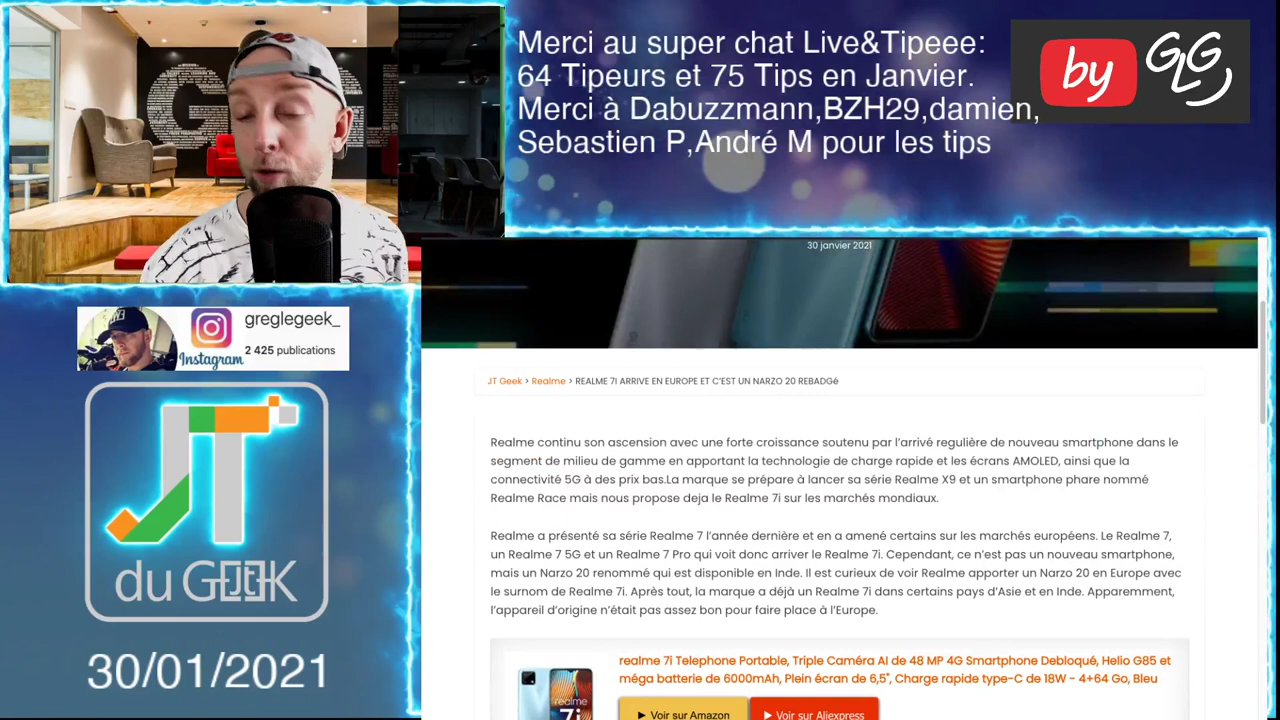 Merci au super chat Live&Tipeee:
64 Tipeurs et 75 Tips en Janvier.
Merci à Dabuzzmann,BZH29,damien,
Sebastien P,André M pour les tips
by GLG
30 janvier 2021
greglegeek_
2 425 publications
Instagram
JT
du GEEK
30/01/2021
JT Geek > Realme > REALME 7I ARRIVE EN EUROPE ET C'EST UN NARZO 20 REBADGé
Realme continu son ascension avec une forte croissance soutenu par l'arrivé regulière de nouveau smartphone dans le
segment de milieu de gamme en apportant la technologie de charge rapide et les écrans AMOLED, ainsi que la
connectivité 5G à des prix bas.La marque se prépare à lancer sa série Realme X9 et un smartphone phare nommé
Realme Race mais nous propose deja le Realme 7i sur les marchés mondiaux.
Realme a présenté sa série Realme 7 l'année dernière et en a amené certains sur les marchés européens. Le Realme 7,
un Realme 7 5G et un Realme 7 Pro qui voit donc arriver le Realme 7i. Cependant, ce n'est pas un nouveau smartphone,
mais un Narzo 20 renommé qui est disponible en Inde. Il est curieux de voir Realme apporter un Narzo 20 en Europe avec
le surnom de Realme 7i. Après tout, la marque a déjà un Realme 7i dans certains pays d'Asie et en Inde. Apparemment,
l'appareil d'origine n'était pas assez bon pour faire place à l'Europe.
realme 7i Telephone Portable, Triple Caméra AI de 48 MP 4G Smartphone Debloqué, Helio G85 et
méga batterie de 6000mAh, Plein écran de 6,5", Charge rapide type-C de 18W - 4+64 Go, Bleu
7i
► Voir sur Amazon
► Voir sur Aliexpress